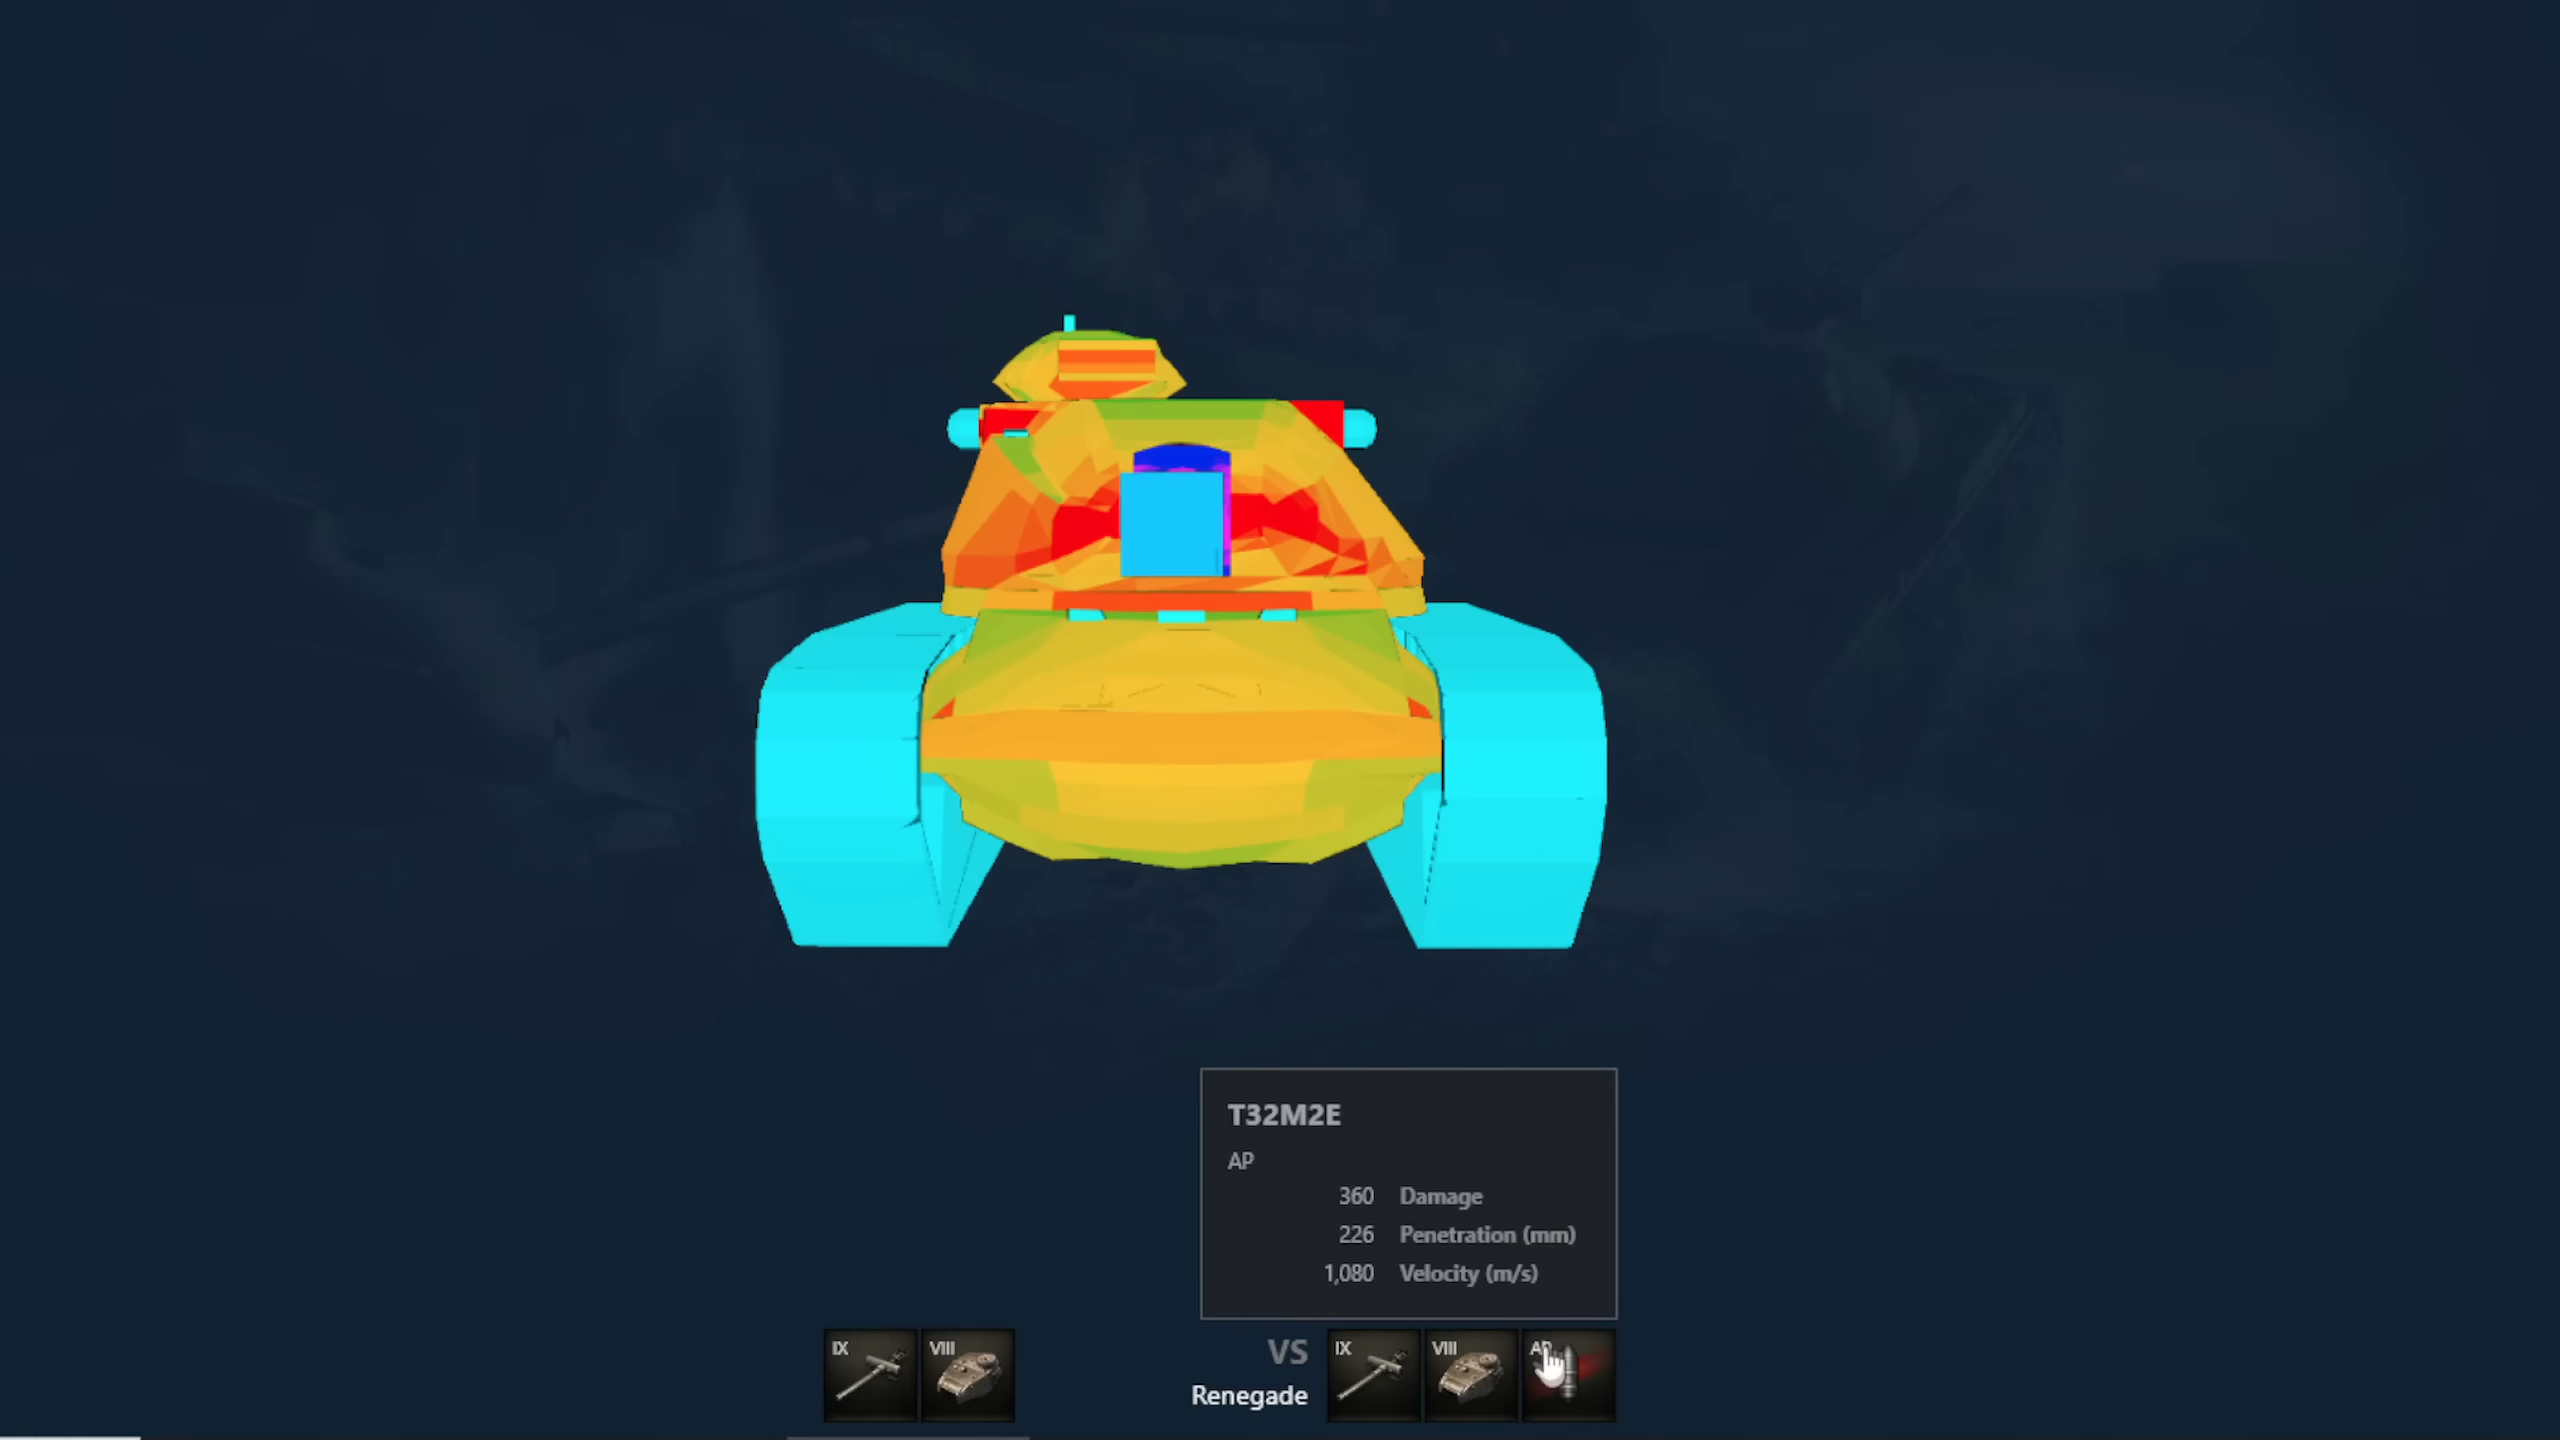 T32M2E
AP
360 Damage
226 Penetration (mm)
1,080 Velocity (m/s)
IX VIII
VS
Renegade
IX VIII